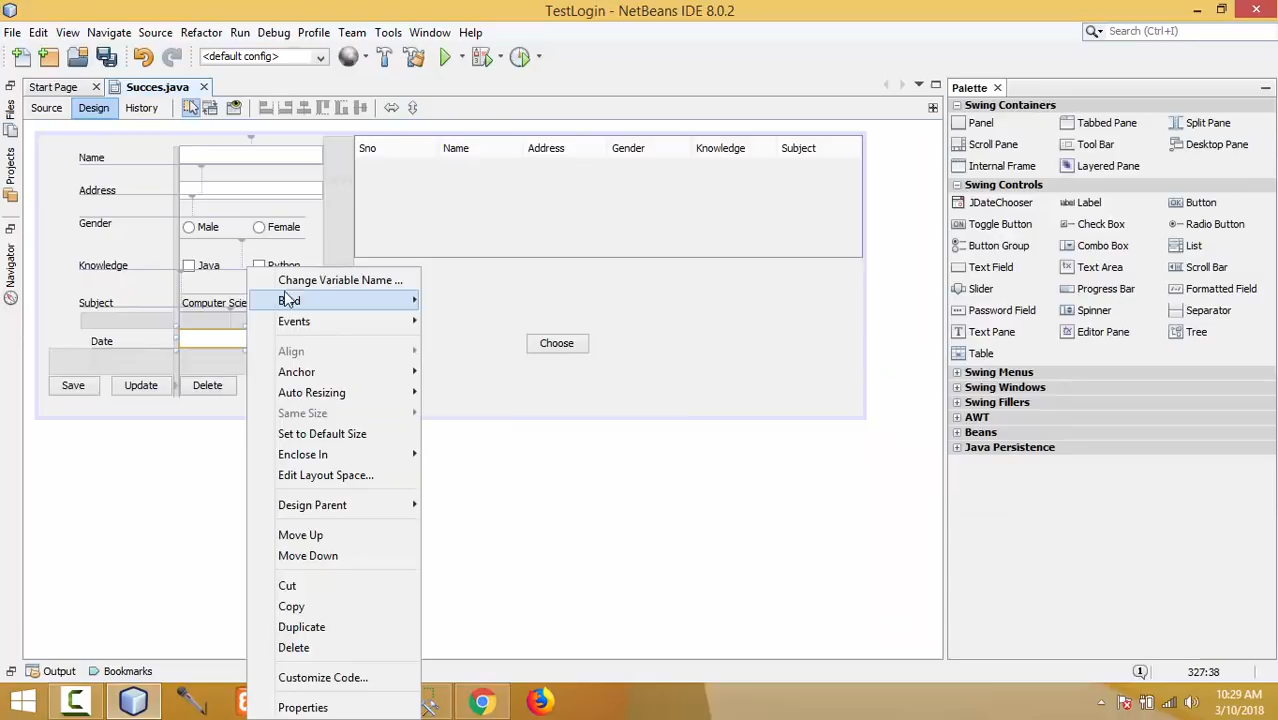 TestLogin - NetBeans IDE 8.0.2
File Edit View Navigate Source Refactor Run Debug Profile Team Tools Window Help
Search (Ctrl+I)
<default config>
Start Page
Succes.java
Source Design History
Files
Projects
Navigator
Name
Address
Gender
Male Female
Knowledge
Java Python
Subject
Computer Scie
Date
Save Update Delete
Sno Name Address Gender Knowledge Subject
Choose
Change Variable Name ...
Bind
Events
Align
Anchor
Auto Resizing
Same Size
Set to Default Size
Enclose In
Edit Layout Space...
Design Parent
Move Up
Move Down
Cut
Copy
Duplicate
Delete
Customize Code...
Properties
Palette
Swing Containers
Panel Tabbed Pane Split Pane
Scroll Pane Tool Bar Desktop Pane
Internal Frame Layered Pane
Swing Controls
JDateChooser Label Button
Toggle Button Check Box Radio Button
Button Group Combo Box List
Text Field Text Area Scroll Bar
Slider Progress Bar Formatted Field
Password Field Spinner Separator
Text Pane Editor Pane Tree
Table
Swing Menus
Swing Windows
Swing Fillers
AWT
Beans
Java Persistence
Output Bookmarks
327:38
10:29 AM
3/10/2018